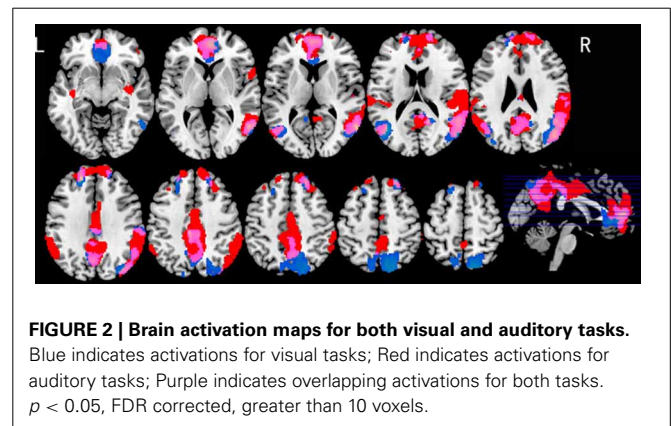 L
R
FIGURE 2 | Brain activation maps for both visual and auditory tasks.
Blue indicates activations for visual tasks; Red indicates activations for
auditory tasks; Purple indicates overlapping activations for both tasks.
p < 0.05, FDR corrected, greater than 10 voxels.